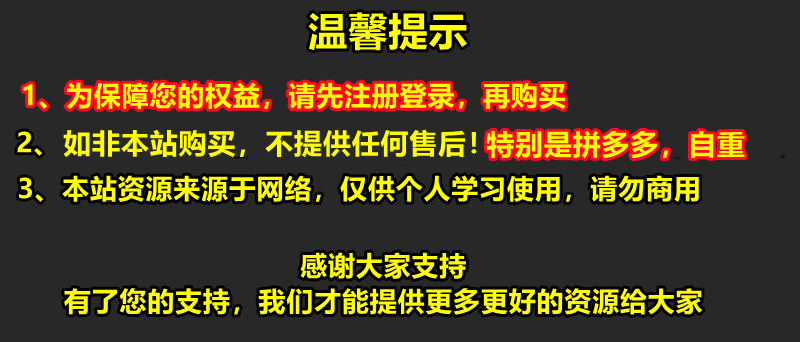 温馨提示
1、为保障您的权益，请先注册登录，再购买
2、如非本站购买，不提供任何售后！特别是拼多多，自重
3、本站资源来源于网络，仅供个人学习使用，请勿商用
感谢大家支持
有了您的支持，我们才能提供更多更好的资源给大家